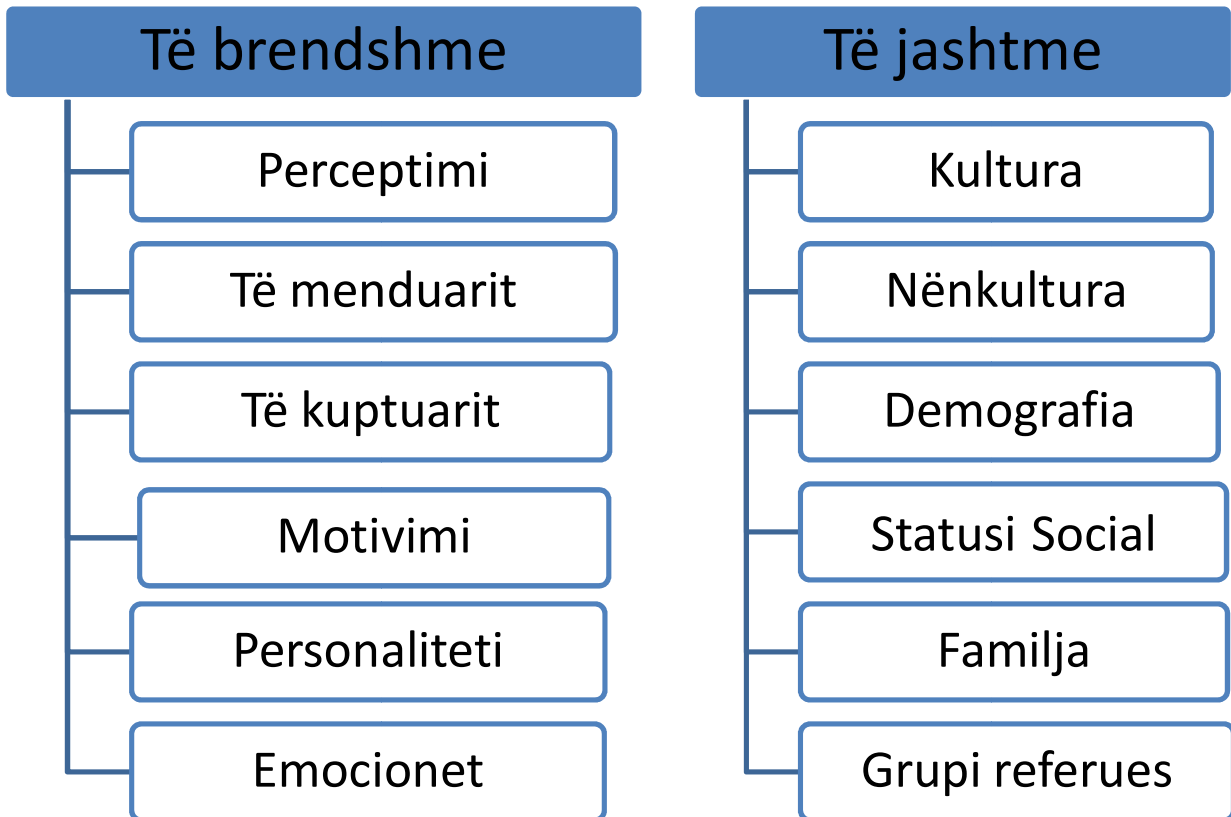 Të brendshme
Perceptimi
Të menduarit
Të kuptuarit
Motivimi
Personaliteti
Emocionet
Të jashtme
Kultura
Nënkultura
Demografia
Statusi Social
Familja
Grupi referues